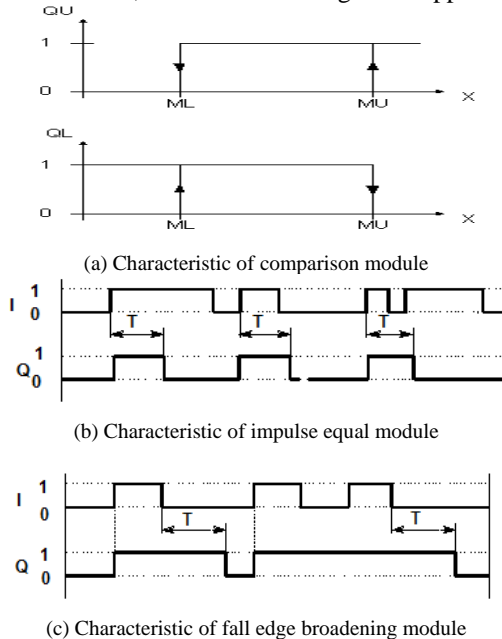 QU
1
0
ML MU X
QL
1
0
ML MU X
(a) Characteristic of comparison module
I 1
0
T T T
Q 1
0
(b) Characteristic of impulse equal module
I 1
0
T T
Q 1
0
(c) Characteristic of fall edge broadening module